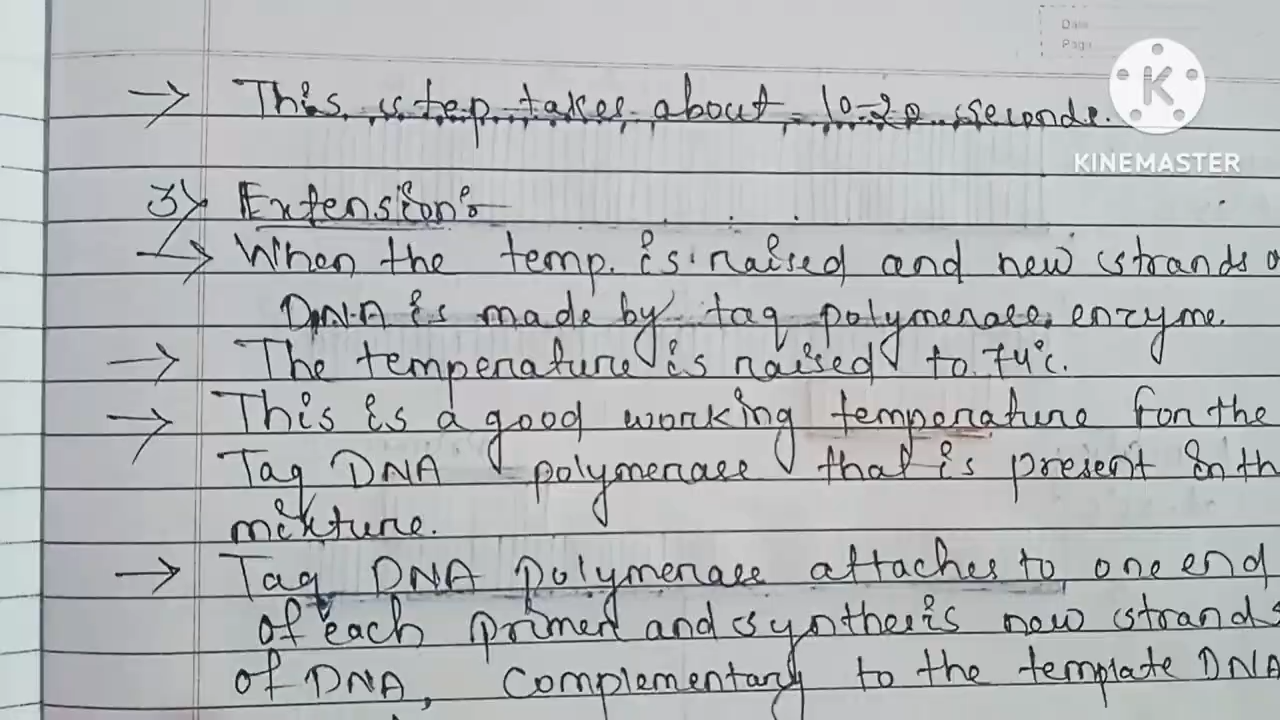 Date
Page
→ This step takes about 10-20 seconds.
KINEMASTER
3) Extension:-
→ When the temp. is raised and new strands o
DNA is made by taq polymerase enzyme.
→ The temperature is raised to 74°c.
→ This is a good working temperature for the
Taq DNA polymerase that is present in th
mixture.
→ Taq DNA polymerase attaches to one end
of each primer and synthesis new strands
of DNA, complementary to the template DNA